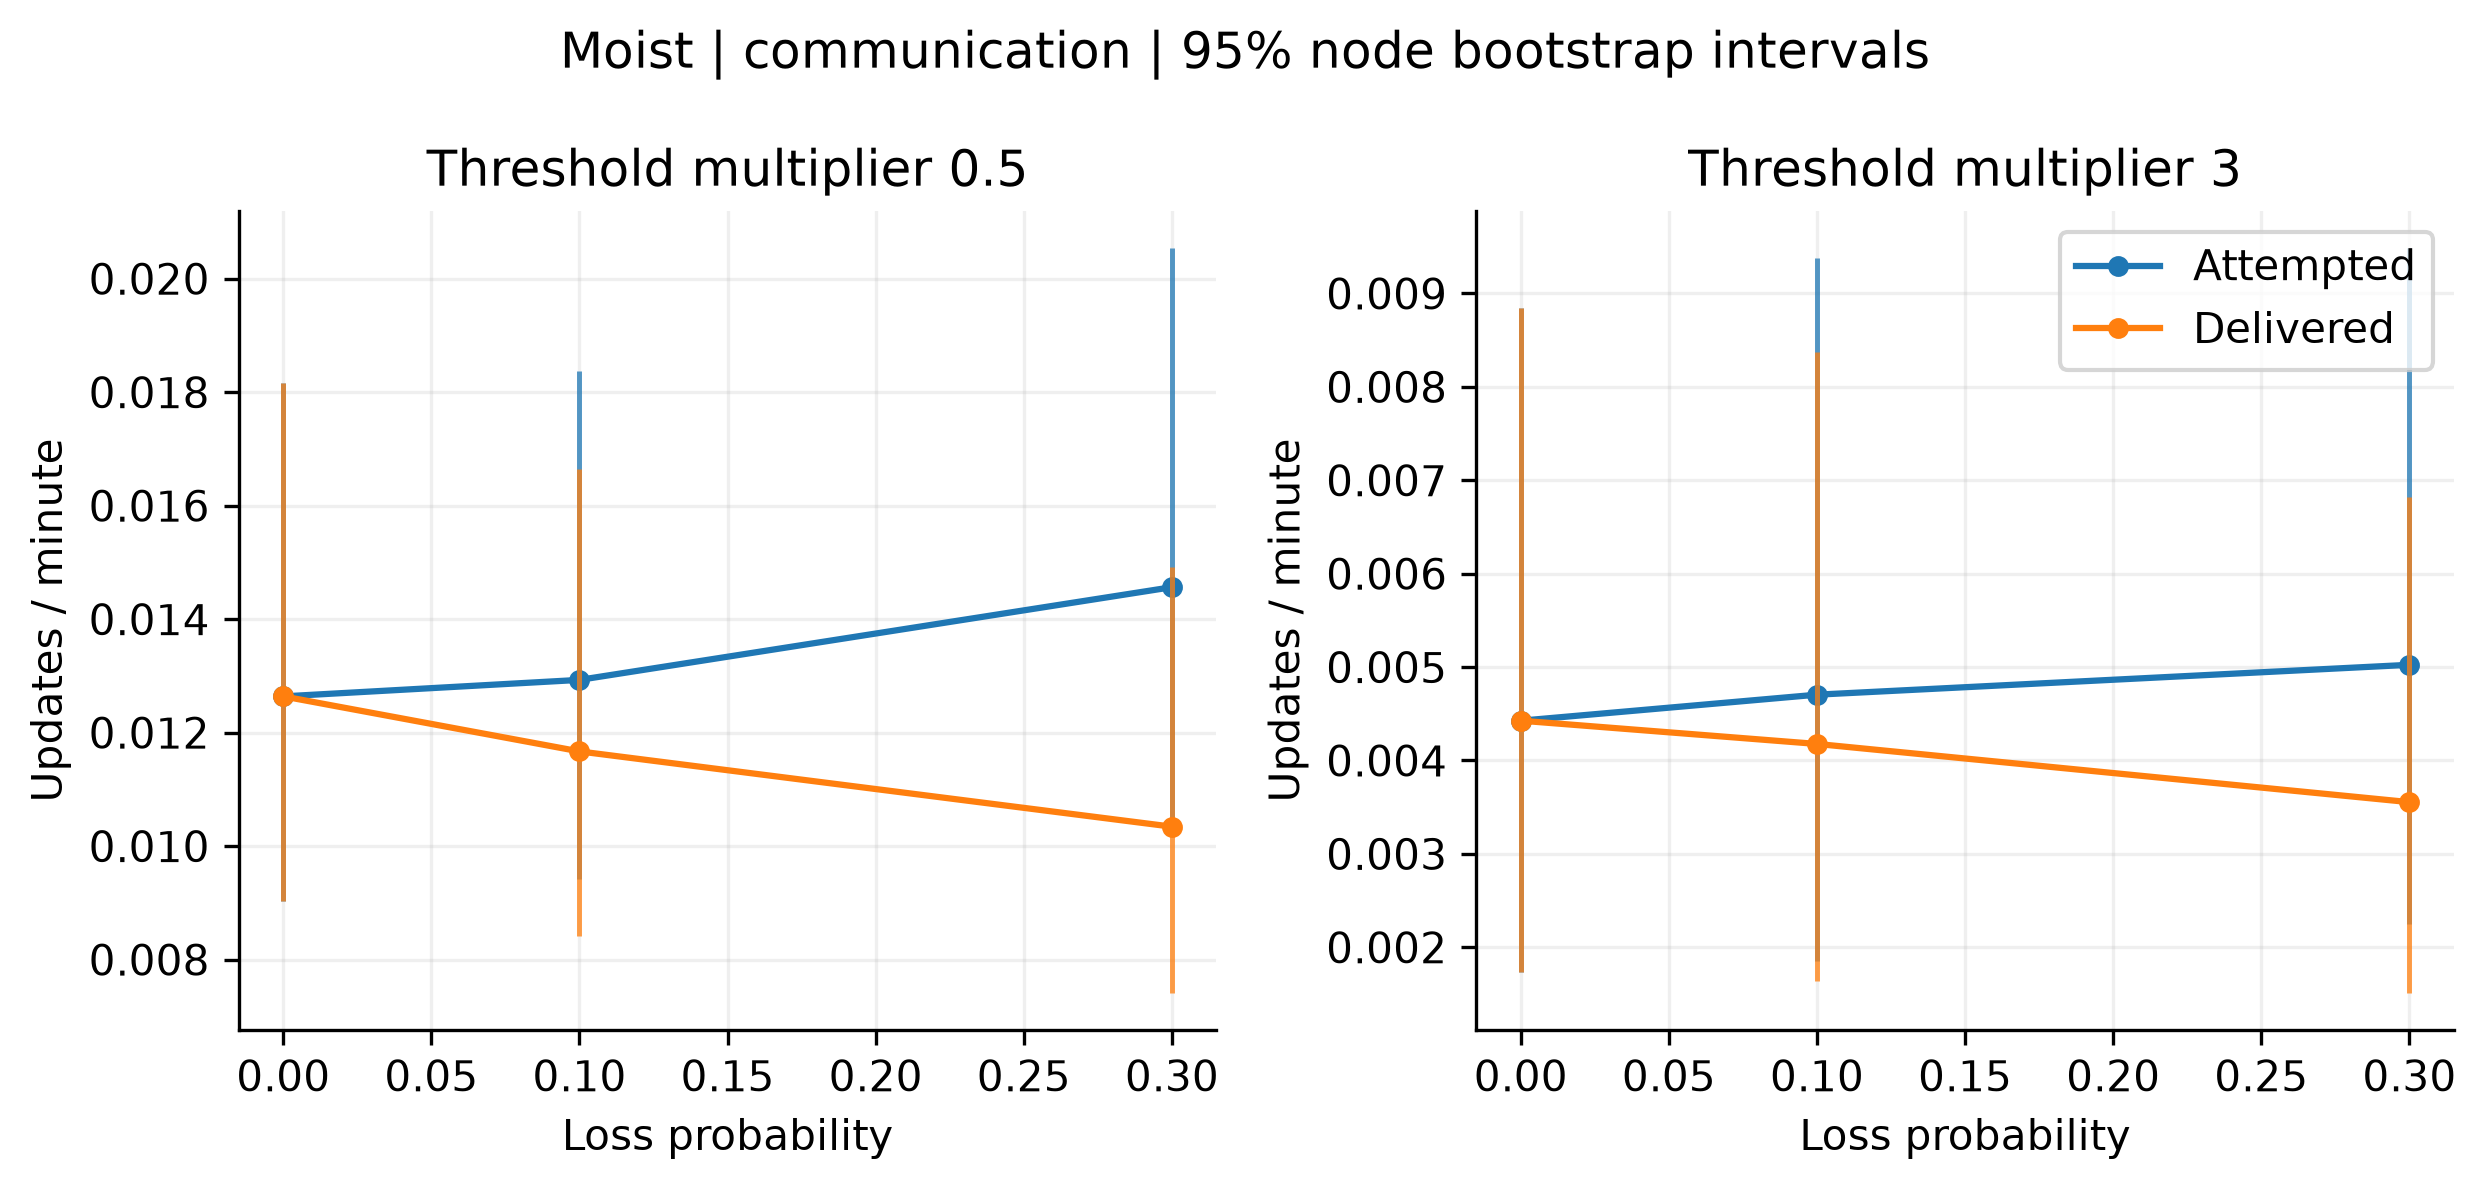 Moist | communication | 95% node bootstrap intervals
Threshold multiplier 0.5
Updates / minute
0.020
0.018
0.016
0.014
0.012
0.010
0.008
0.00 0.05 0.10 0.15 0.20 0.25 0.30
Loss probability
Threshold multiplier 3
Attempted
Delivered
Updates / minute
0.009
0.008
0.007
0.006
0.005
0.004
0.003
0.002
0.00 0.05 0.10 0.15 0.20 0.25 0.30
Loss probability